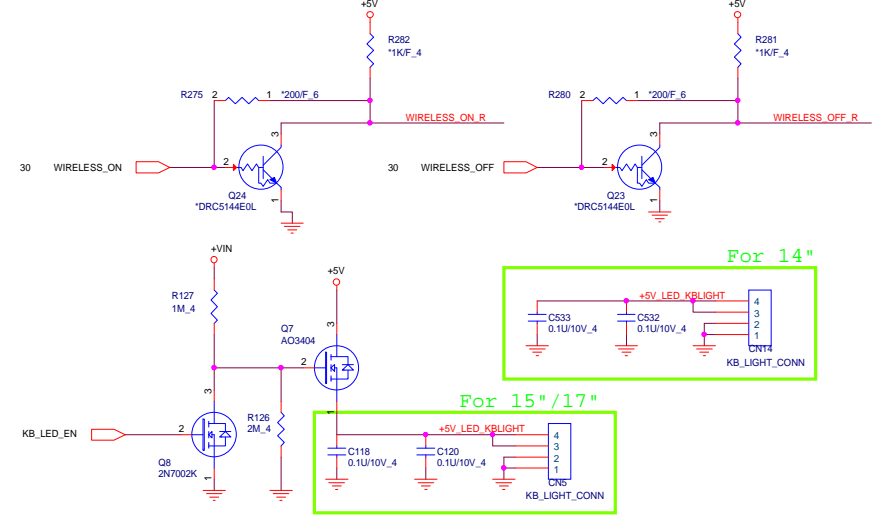 +5V
R282
*1K/F_4
R275
2
1
*200/F_6
WIRELESS_ON_R
3
30
WIRELESS_ON
2
Q24
*DRC5144E0L
1
+5V
R281
*1K/F_4
R280
2
1
*200/F_6
WIRELESS_OFF_R
3
30
WIRELESS_OFF
2
Q23
*DRC5144E0L
1
+VIN
R127
1M_4
+5V
Q7
AO3404
3
2
1
3
R126
2M_4
KB_LED_EN
2
Q8
2N7002K
1
For 14"
+5V_LED_KBLIGHT
C533
0.1U/10V_4
C532
0.1U/10V_4
4
3
2
1
CN14
KB_LIGHT_CONN
For 15"/17"
+5V_LED_KBLIGHT
C118
0.1U/10V_4
C120
0.1U/10V_4
4
3
2
1
CN5
KB_LIGHT_CONN